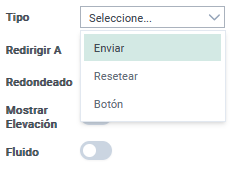 Tipo
Seleccione...
Enviar
Redirigir A
Resetear
Redondeado
Botón
Mostrar
Elevación
Fluido